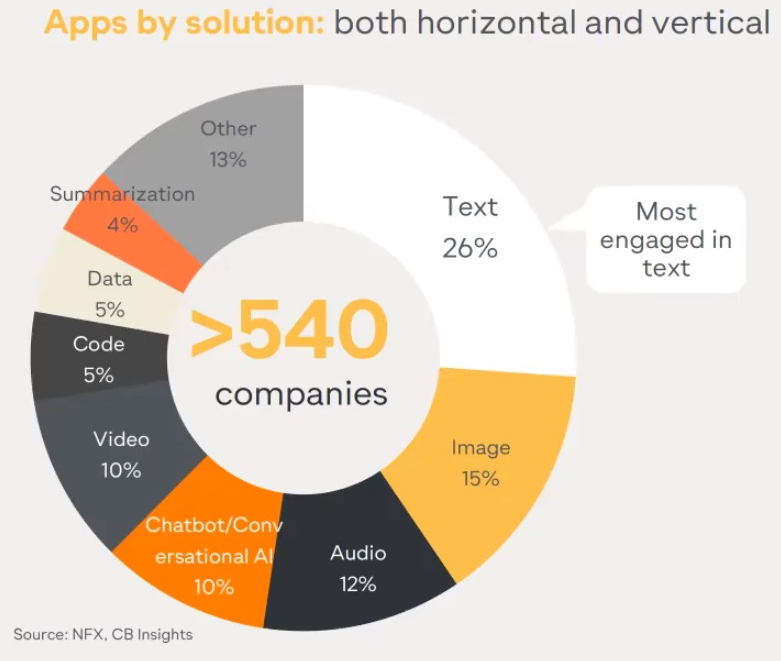 Apps by solution: both horizontal and vertical
Other
13%
Text
26%
Most
engaged in
text
Summarization
4%
Data
5%
>540
companies
Code
5%
Video
10%
Image
15%
Chatbot/Conv
ersational AI
10%
Audio
12%
Source: NFX, CB Insights